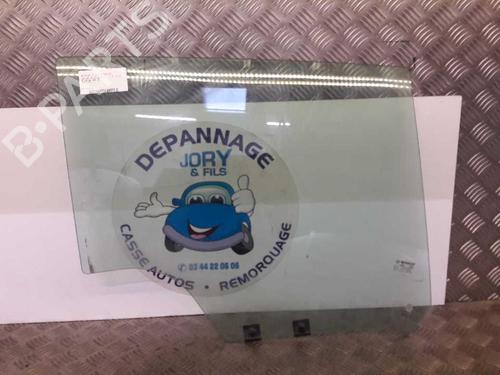 B-PARTS
DEPANNAGE
JORY
& FILS
03 44 22 06 06
CASSE AUTOS • REMORQUAGE